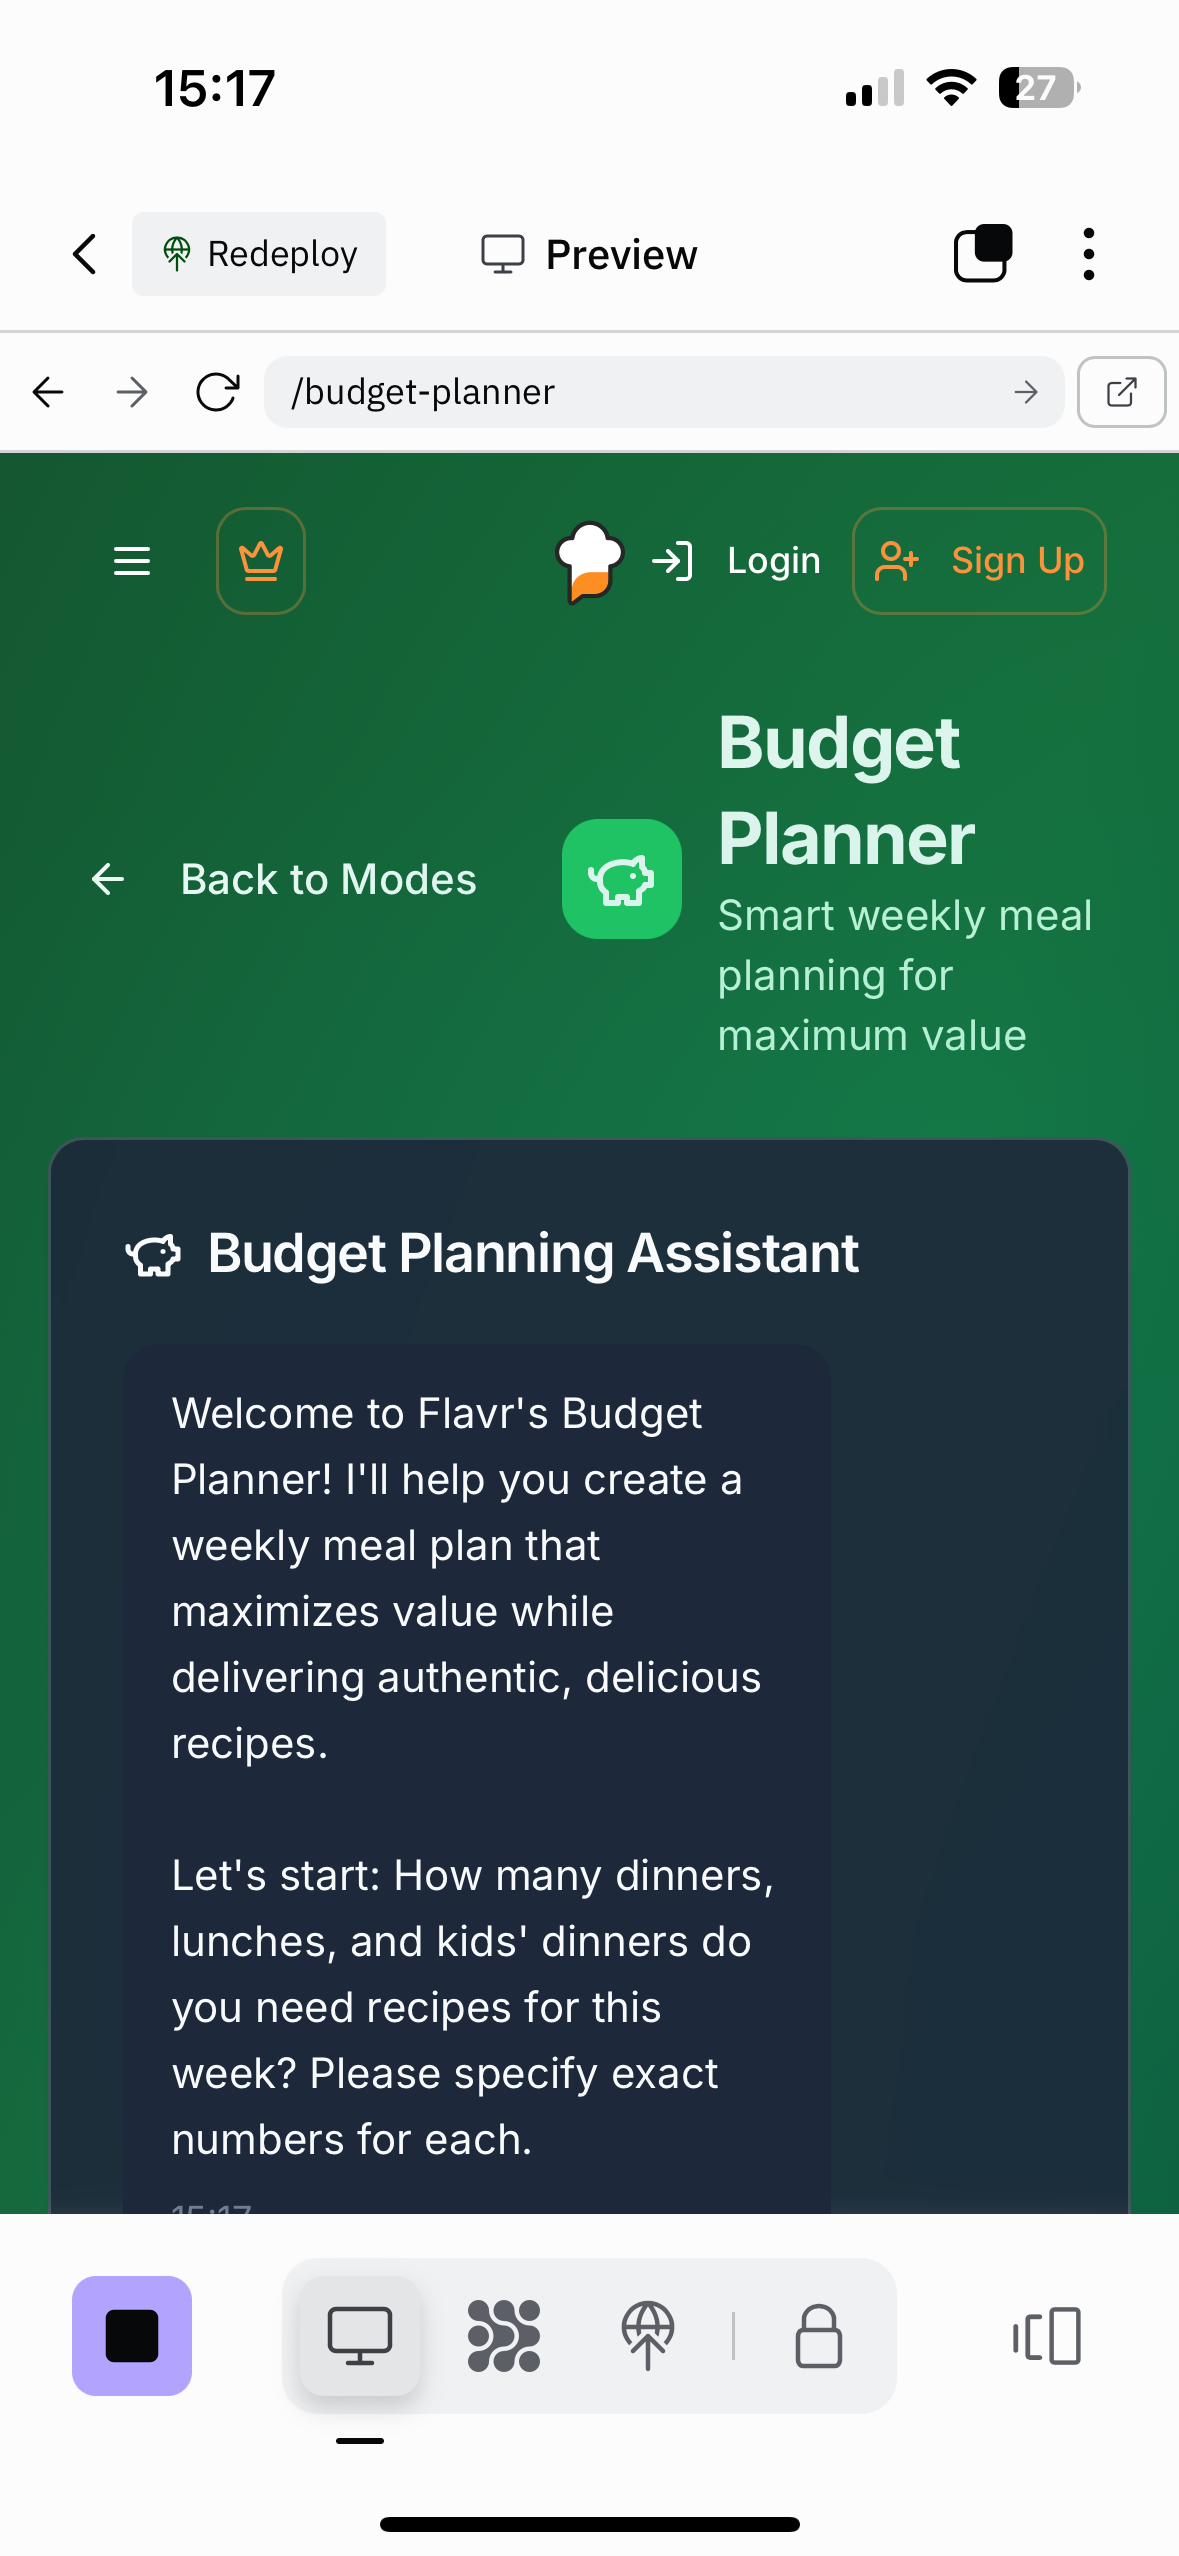 15:17
27
Redeploy
Preview
/budget-planner
Login
Sign Up
Back to Modes
Budget
Planner
Smart weekly meal
planning for
maximum value
Budget Planning Assistant
Welcome to Flavr's Budget
Planner! I'll help you create a
weekly meal plan that
maximizes value while
delivering authentic, delicious
recipes.
Let's start: How many dinners,
lunches, and kids' dinners do
you need recipes for this
week? Please specify exact
numbers for each.
15:17